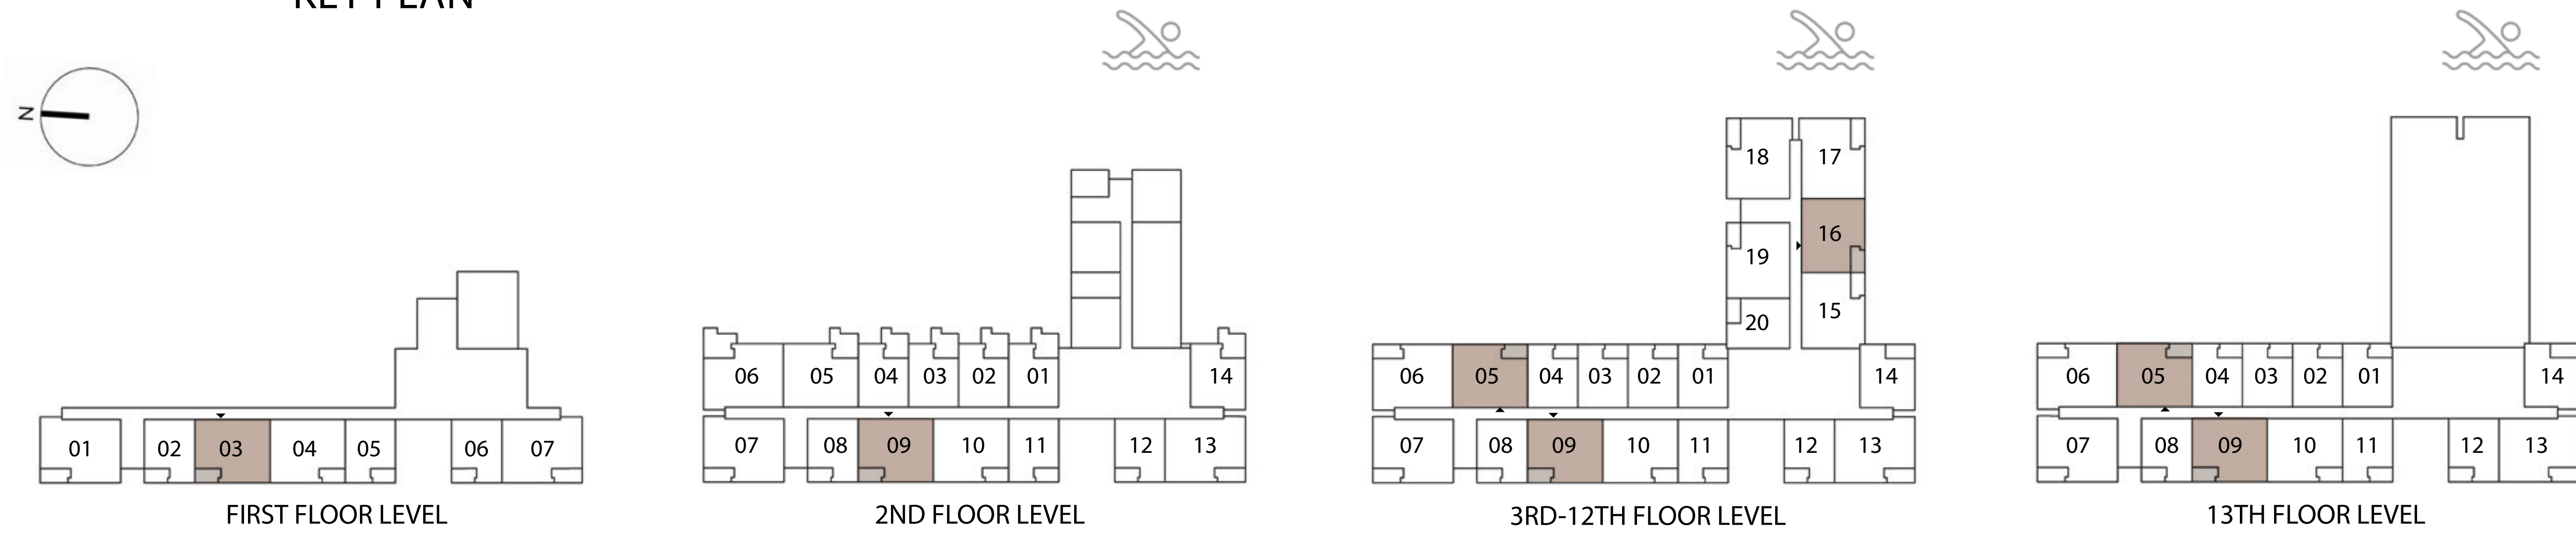 KEY PLAN
N
18 17
16
19
15
20
06 05 04 03 02 01 14
06 05 04 03 02 01 14
06 05 04 03 02 01 14
01 02 03 04 05 06 07
07 08 09 10 11 12 13
07 08 09 10 11 12 13
07 08 09 10 11 12 13
FIRST FLOOR LEVEL
2ND FLOOR LEVEL
3RD-12TH FLOOR LEVEL
13TH FLOOR LEVEL